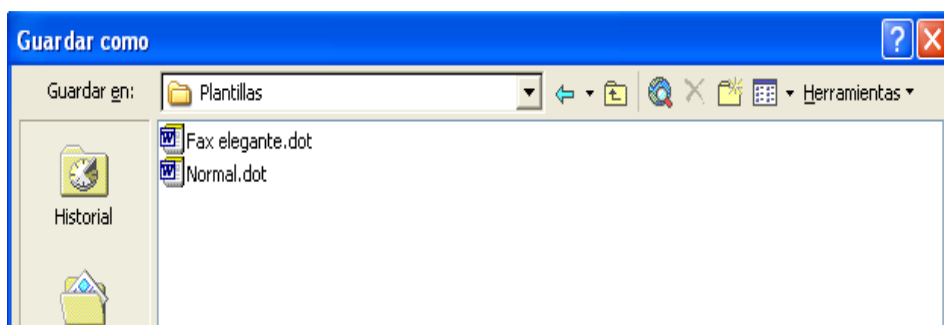 Guardar como
Guardar en: Plantillas Herramientas
Fax elegante.dot
Normal.dot
Historial